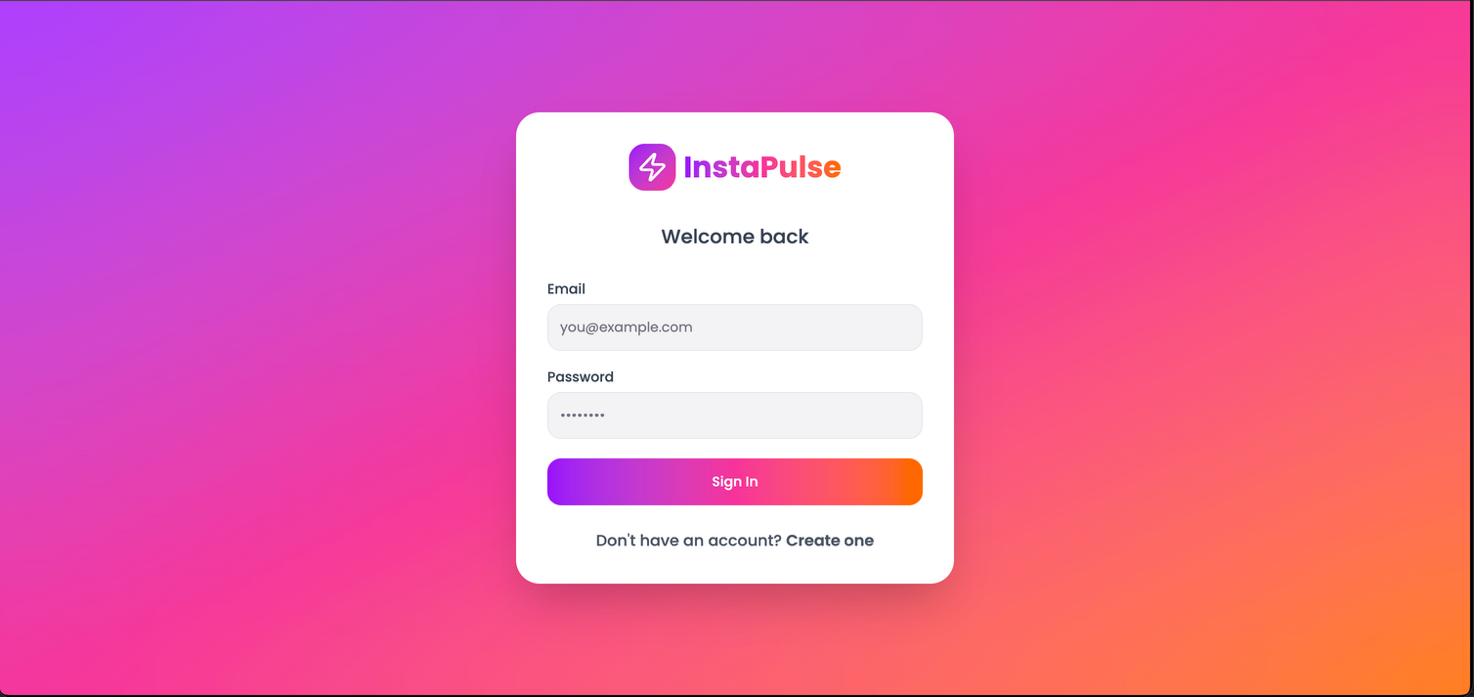 InstaPulse
Welcome back
Email
you@example.com
Password
••••••••
Sign In
Don't have an account? Create one